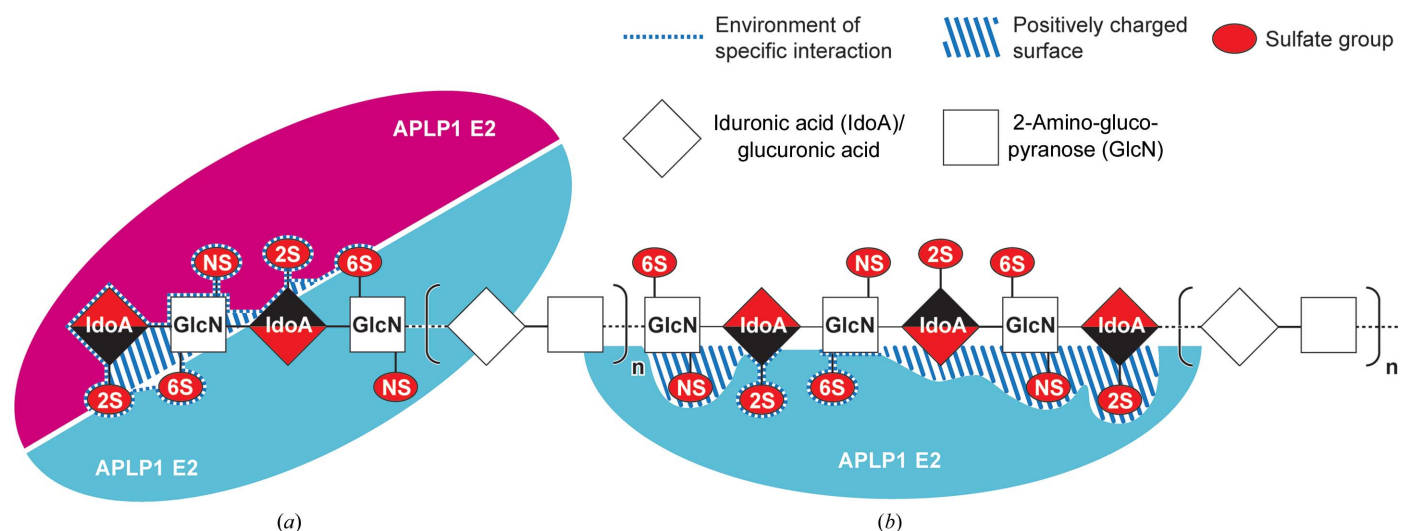 Environment of
specific interaction
Positively charged
surface
Sulfate group
Iduronic acid (IdoA)/
glucuronic acid
2-Amino-gluco-
pyranose (GlcN)
APLP1 E2
NS
2S
6S
IdoA
GlcN
IdoA
GlcN
2S
6S
NS
APLP1 E2
n
6S
NS
2S
6S
GlcN
IdoA
GlcN
IdoA
GlcN
IdoA
NS
2S
6S
NS
2S
APLP1 E2
n
(a)
(b)